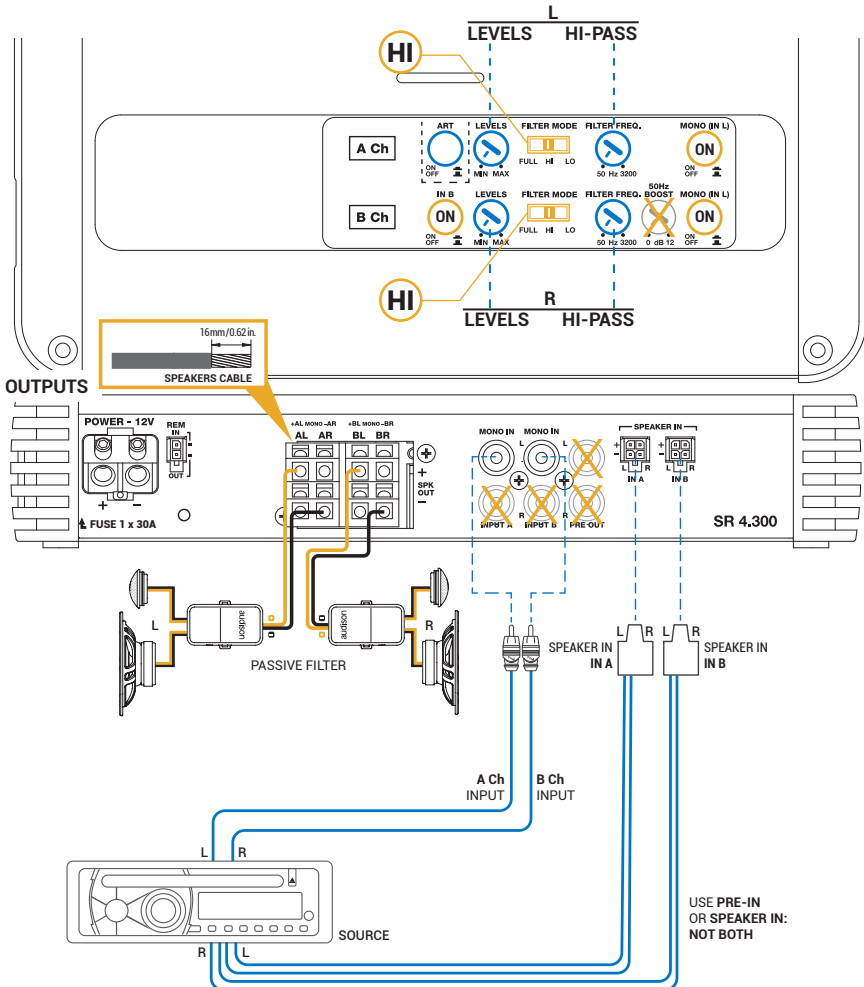 L
LEVELS HI-PASS
HI
ART LEVELS FILTER MODE FILTER FREQ. MONO (IN L)
A Ch
ON
ON OFF MIN MAX FULL HI LO 50 Hz 3200 ON OFF
IN B LEVELS FILTER MODE FILTER FREQ. 50Hz BOOST MONO (IN L)
B Ch
ON ON
ON OFF MIN MAX FULL HI LO 50 Hz 3200 0 dB 12 ON OFF
HI
R
LEVELS HI-PASS
16mm/0.62in.
SPEAKERS CABLE
OUTPUTS
POWER - 12V
REM IN
OUT
+ -
FUSE 1 x 30A
+AL MONO -AR +BL MONO -BR
AL AR BL BR
+
SPK OUT
-
MONO IN MONO IN
L L
R R
INPUT A INPUT B PRE-OUT
SPEAKER IN
+ - + -
L R L R
IN A IN B
SR 4.300
L audison audison R
PASSIVE FILTER
L R L R
SPEAKER IN
IN A
SPEAKER IN
IN B
A Ch
INPUT
B Ch
INPUT
L R
SOURCE
R L
USE PRE-IN
OR SPEAKER IN:
NOT BOTH